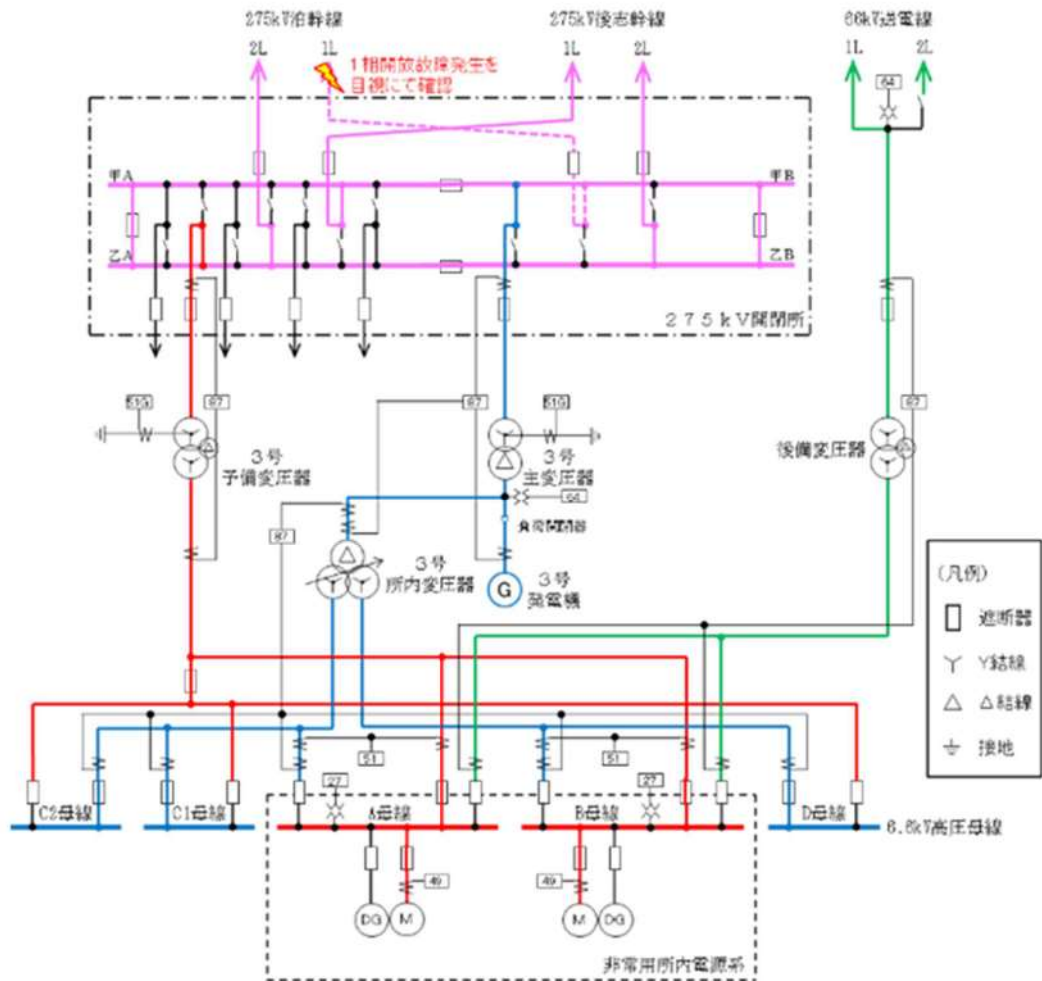 275kV泊幹線
275kV後志幹線
66kV送電線
2L
1L
1L
2L
1L
2L
1相開放故障発生を
目視にて確認
64
甲A
甲B
乙A
乙B
275kV開閉所
51G
87
87
51G
87
3号
予備変圧器
3号
主変圧器
後備変圧器
64
負荷開閉器
87
3号
所内変圧器
G
3号
発電機
(凡例)
遮断器
Y結線
△結線
接地
51
51
27
27
C2母線
C1母線
A母線
B母線
D母線
6.6kV高圧母線
49
49
DG
M
M
DG
非常用所内電源系